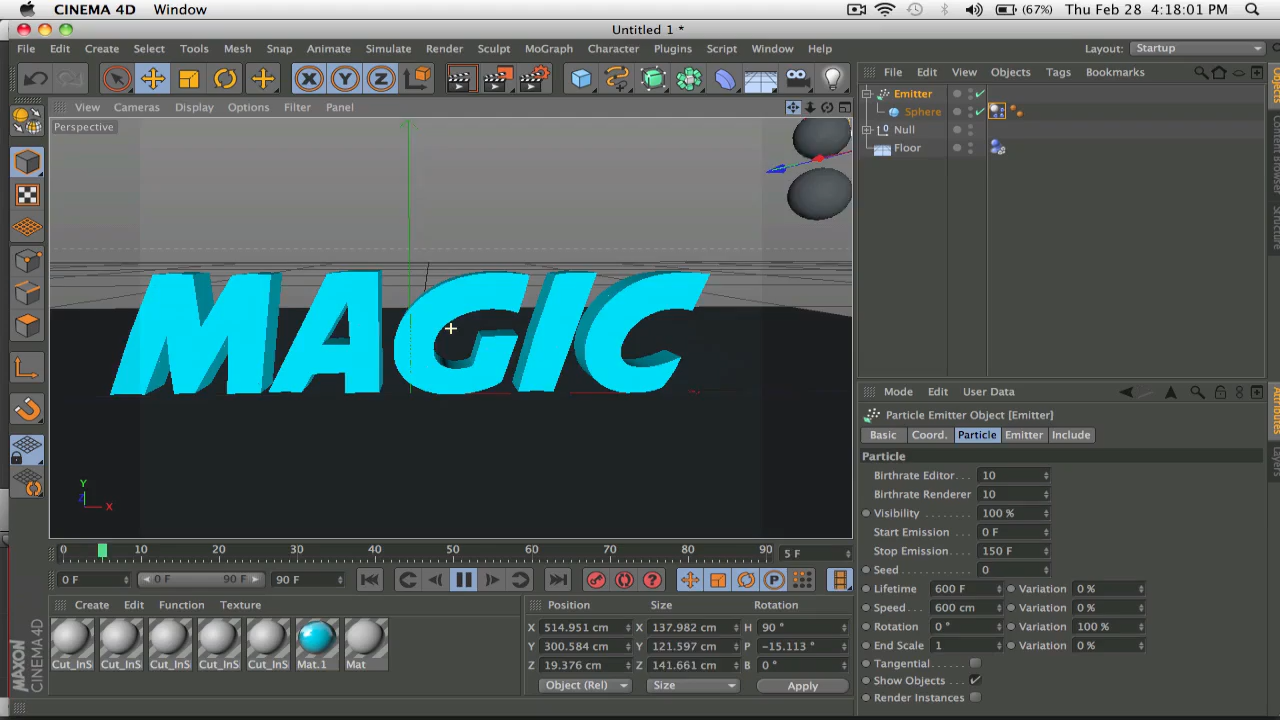 CINEMA 4D Window (67%) Thu Feb 28 4:18:01 PM
Untitled 1 *
File Edit Create Select Tools Mesh Snap Animate Simulate Render Sculpt MoGraph Character Plugins Script Window Help Layout: Startup
X Y Z
File Edit View Objects Tags Bookmarks
View Cameras Display Options Filter Panel
Perspective
Emitter
Sphere
Null
Floor
Objects
Content Browser
Structure
MAGIC
Y
Z X
Mode Edit User Data
Particle Emitter Object [Emitter]
Basic Coord. Particle Emitter Include
Particle
Birthrate Editor . . . 10
Birthrate Renderer 10
Visibility . . . . . . . . 100 %
Start Emission . . . 0 F
Stop Emission . . . 150 F
Seed . . . . . . . . . . . 0
Lifetime . . . 600 F Variation 0 %
Speed . . . . 600 cm Variation 0 %
Rotation . . 0 ° Variation 100 %
End Scale . 1 Variation 0 %
Tangential . . . . . .
Show Objects . . .
Render Instances
Attributes
Layers
0 10 20 30 40 50 60 70 80 90 5 F
0 F 0 F 90 F 90 F P
Create Edit Function Texture
Cut_InS Cut_InS Cut_InS Cut_InS Cut_InS Mat.1 Mat
Position Size Rotation
X 514.951 cm X 137.982 cm H 90 °
Y 300.584 cm Y 121.597 cm P -15.113 °
Z 19.376 cm Z 141.661 cm B 0 °
Object (Rel) Size Apply
MAXON
CINEMA 4D